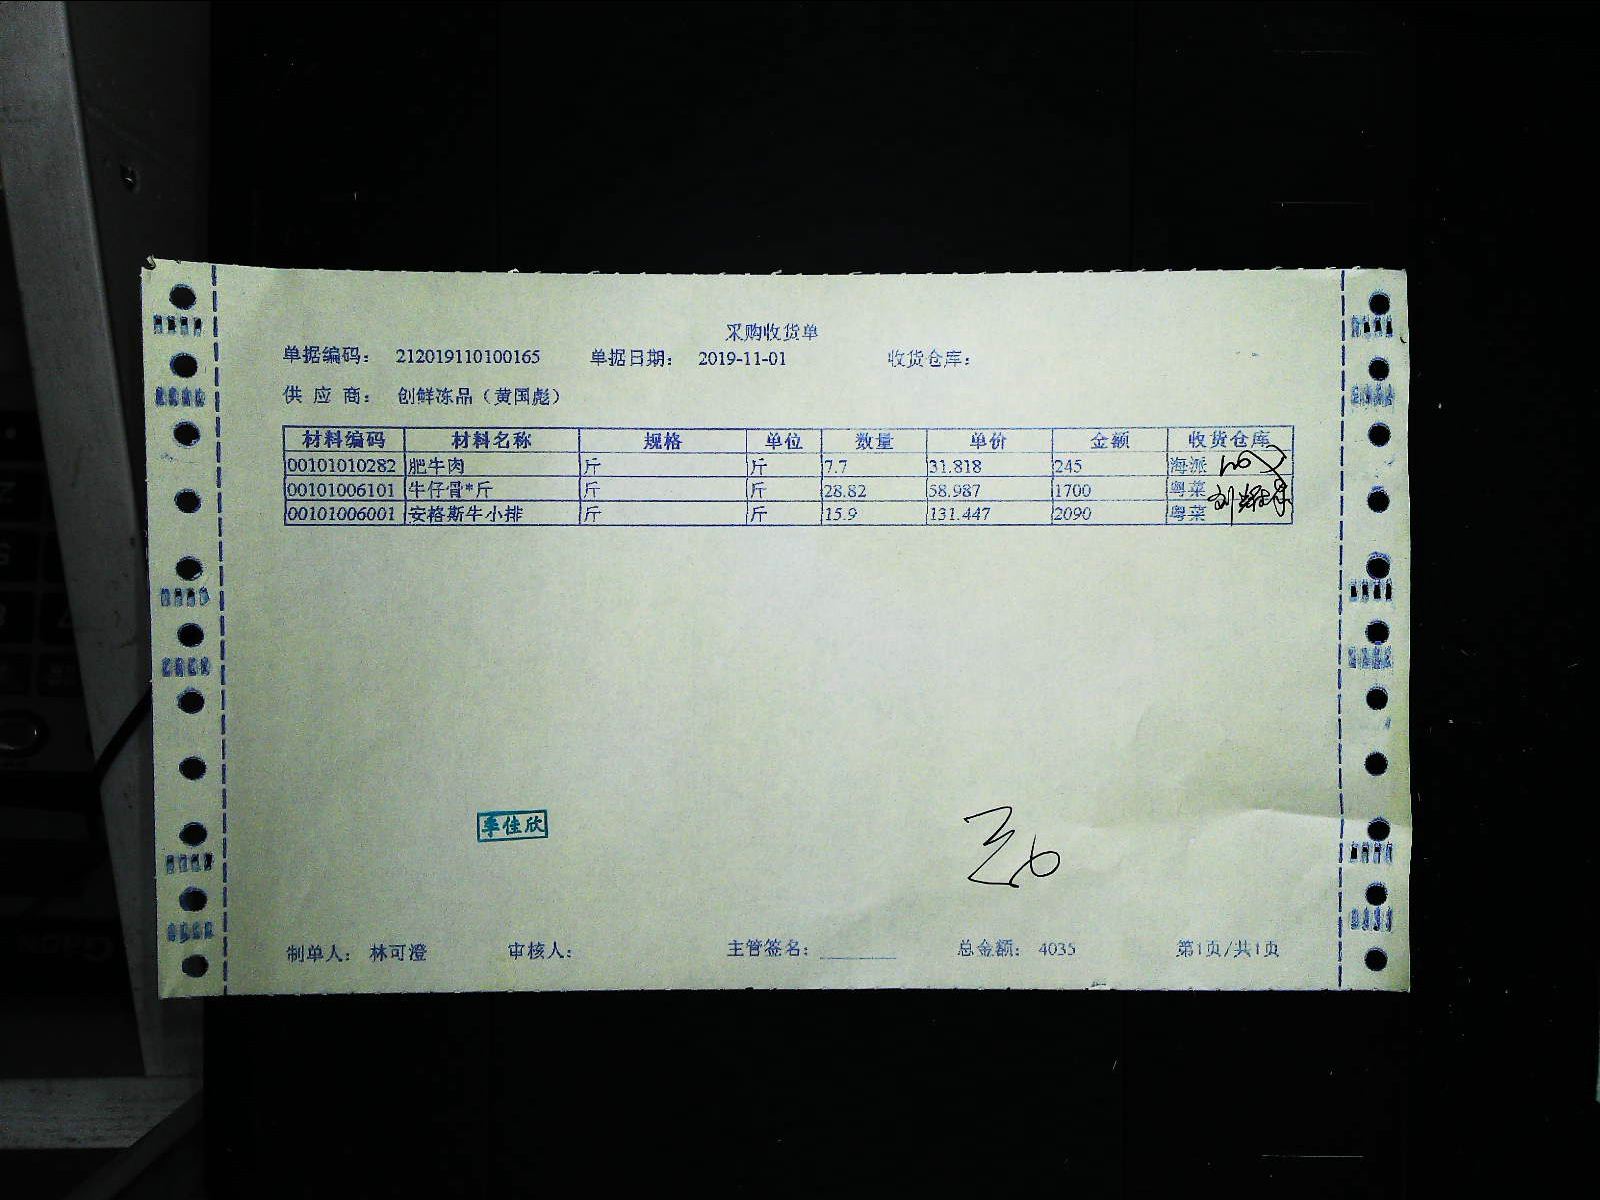 采购收货单
单据编码： 212019110100165 单据日期： 2019-11-01 收货仓库：
供 应 商： 创鲜冻品（黄国彪）
材料编码 材料名称 规格 单位 数量 单价 金额 收货仓库
00101010282 肥牛肉 斤 斤 7.7 31.818 245 海派
00101006101 牛仔骨*斤 斤 斤 28.82 58.987 1700 粤菜
00101006001 安格斯牛小排 斤 斤 15.9 131.447 2090 粤菜
李佳欣
制单人： 林可澄 审核人： 主管签名： 总金额： 4035 第1页/共1页